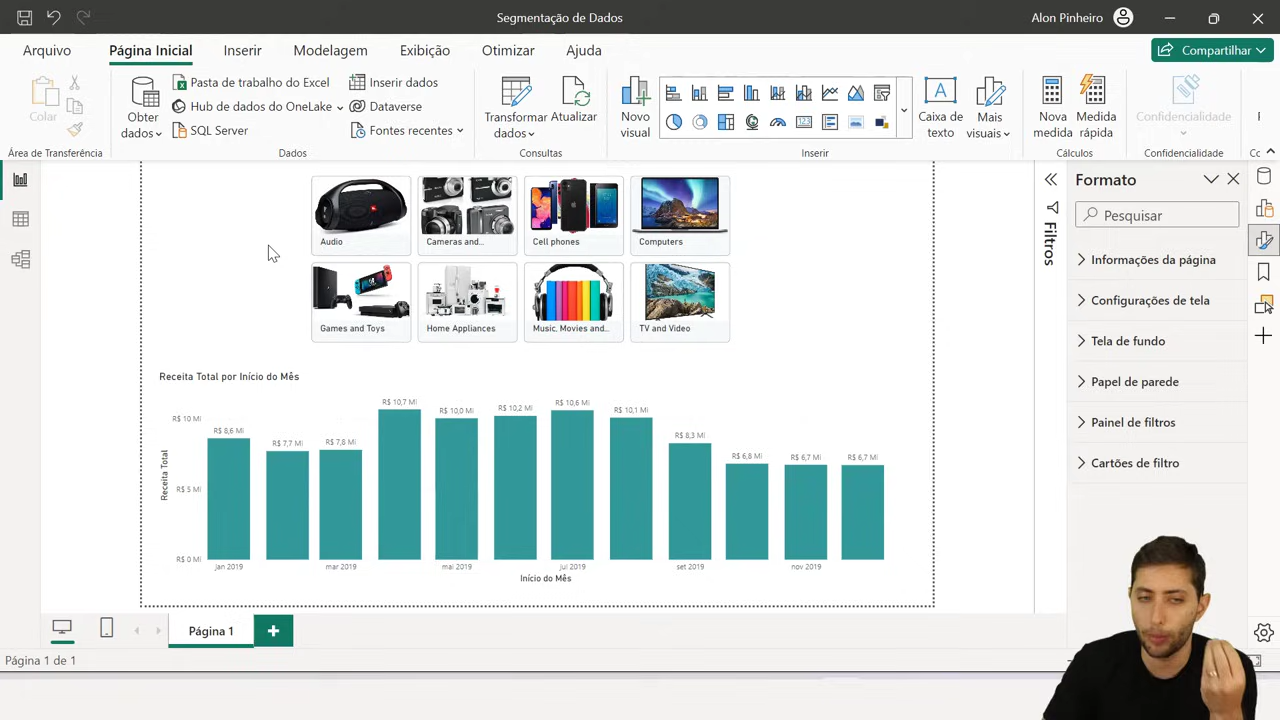 Segmentação de Dados
Alon Pinheiro
Arquivo
Página Inicial
Inserir
Modelagem
Exibição
Otimizar
Ajuda
Compartilhar
Colar
Área de Transferência
Obter dados
Pasta de trabalho do Excel
Hub de dados do OneLake
SQL Server
Inserir dados
Dataverse
Fontes recentes
Dados
Transformar dados
Atualizar
Consultas
Novo visual
Caixa de texto
Mais visuais
Inserir
Nova medida
Medida rápida
Cálculos
Confidencialidade
Confidencialidade
Audio
Cameras and...
Cell phones
Computers
Games and Toys
Home Appliances
Music, Movies and...
TV and Video
Receita Total por Início do Mês
Receita Total
R$ 10 Mi
R$ 5 Mi
R$ 0 Mi
R$ 8,6 Mi
R$ 7,7 Mi
R$ 7,8 Mi
R$ 10,7 Mi
R$ 10,0 Mi
R$ 10,2 Mi
R$ 10,6 Mi
R$ 10,1 Mi
R$ 8,3 Mi
R$ 6,8 Mi
R$ 6,7 Mi
R$ 6,7 Mi
jan 2019
mar 2019
mai 2019
jul 2019
set 2019
nov 2019
Início do Mês
Filtros
Formato
Pesquisar
Informações da página
Configurações de tela
Tela de fundo
Papel de parede
Painel de filtros
Cartões de filtro
Página 1
Página 1 de 1